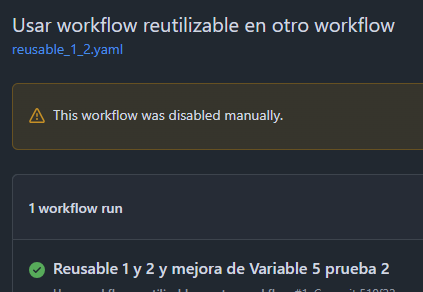 Usar workflow reutilizable en otro workflow
reusable_1_2.yaml
This workflow was disabled manually.
1 workflow run
Reusable 1 y 2 y mejora de Variable 5 prueba 2